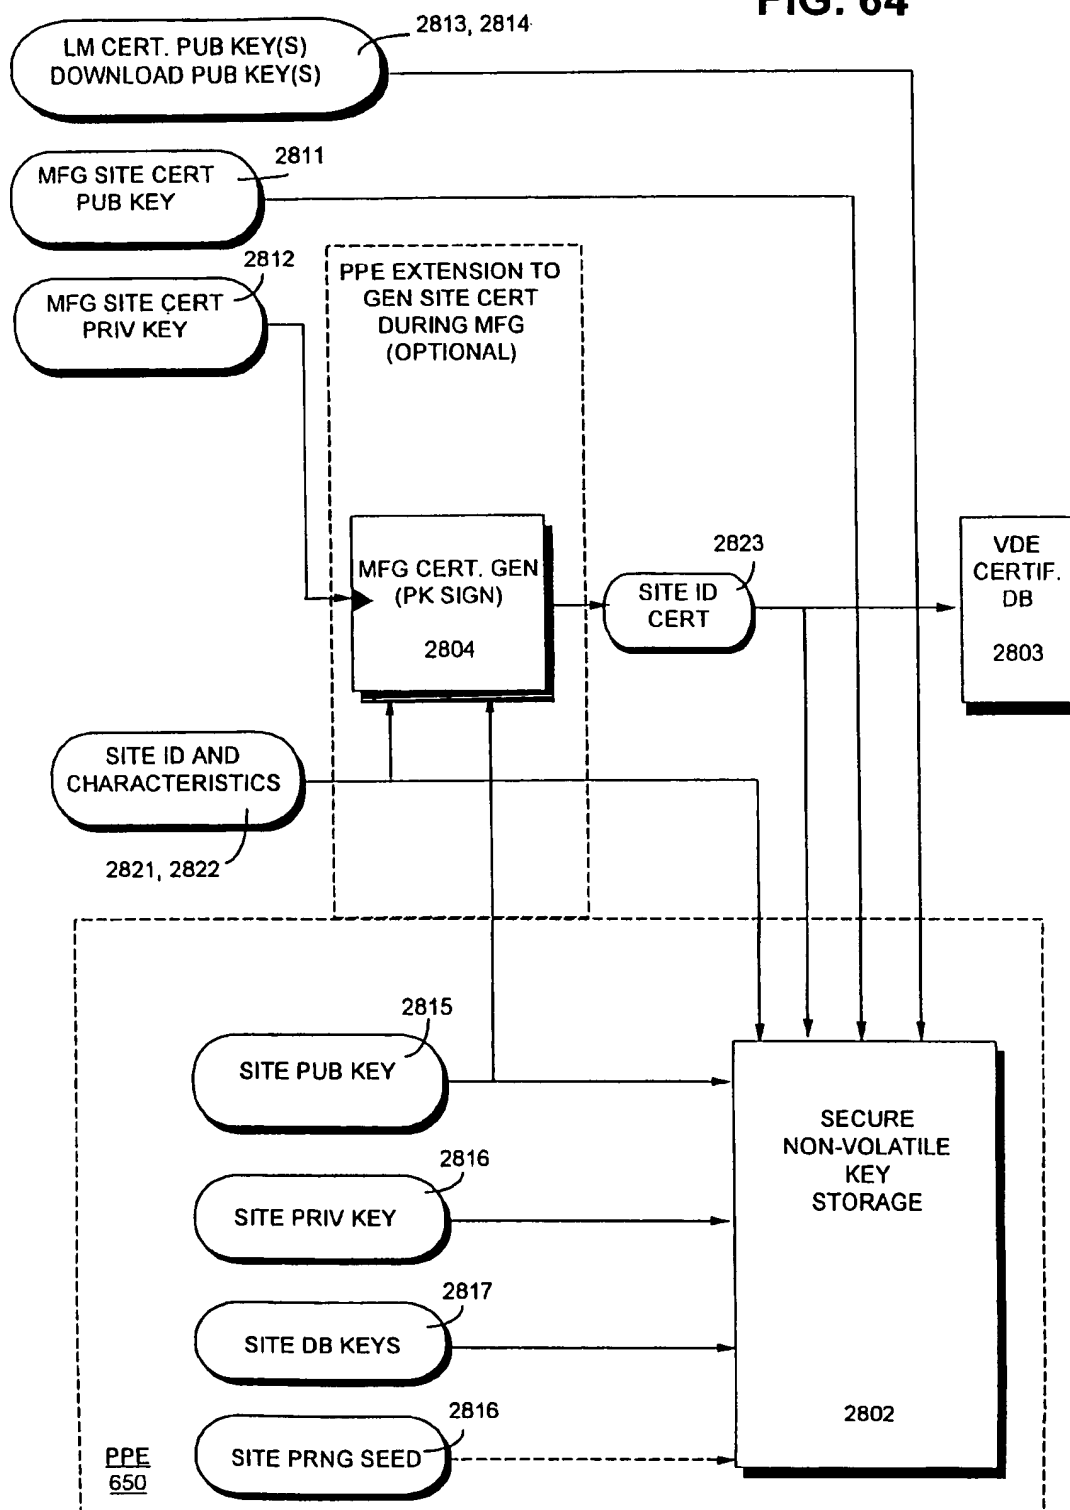 FIG. 64
2813, 2814
LM CERT. PUB KEY(S)
DOWNLOAD PUB KEY(S)
2811
MFG SITE CERT
PUB KEY
2812
MFG SITE CERT
PRIV KEY
PPE EXTENSION TO
GEN SITE CERT
DURING MFG
(OPTIONAL)
MFG CERT. GEN
(PK SIGN)
2804
2823
SITE ID
CERT
VDE
CERTIF.
DB
2803
SITE ID AND
CHARACTERISTICS
2821, 2822
2815
SITE PUB KEY
2816
SITE PRIV KEY
2817
SITE DB KEYS
2816
SITE PRNG SEED
SECURE
NON-VOLATILE
KEY
STORAGE
2802
PPE
650